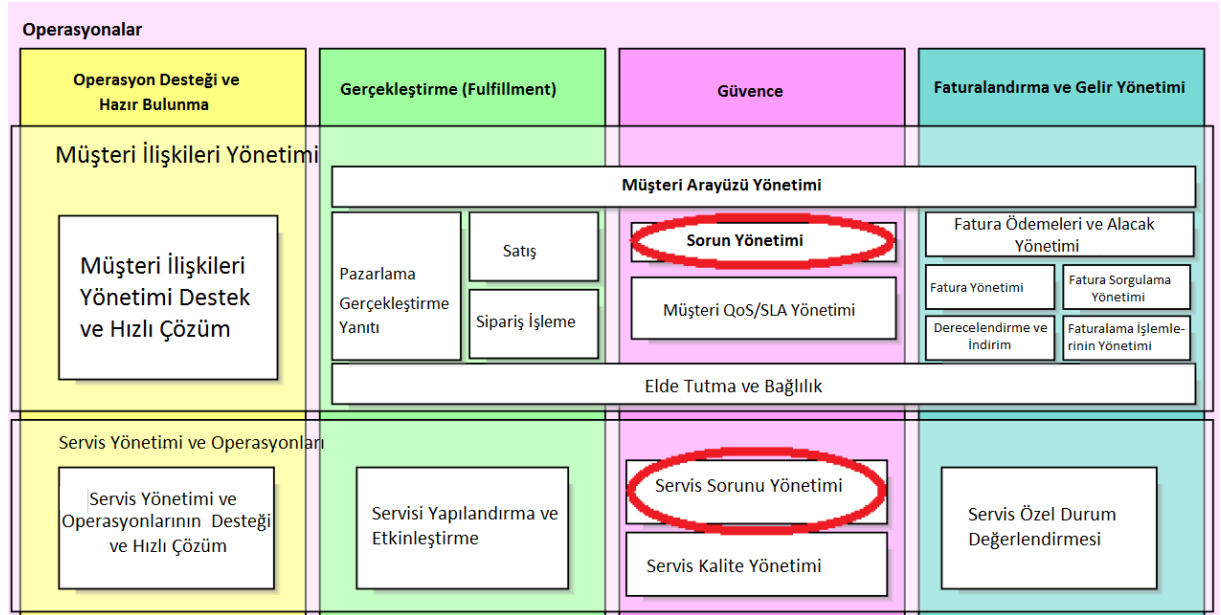 Operasyonalar
Operasyon Desteği ve
Hazır Bulunma
Gerçekleştirme (Fulfillment)
Güvence
Faturalandırma ve Gelir Yönetimi
Müşteri İlişkileri Yönetimi
Müşteri Arayüzü Yönetimi
Müşteri İlişkileri
Yönetimi Destek
ve Hızlı Çözüm
Pazarlama
Gerçekleştirme
Yanıtı
Satış
Sipariş İşleme
Sorun Yönetimi
Müşteri QoS/SLA Yönetimi
Fatura Ödemeleri ve Alacak
Yönetimi
Fatura Yönetimi
Fatura Sorgulama
Yönetimi
Derecelendirme ve
İndirim
Faturalama İşlemle-
rinin Yönetimi
Elde Tutma ve Bağlılık
Servis Yönetimi ve Operasyonları
Servis Yönetimi ve
Operasyonlarının Desteği
ve Hızlı Çözüm
Servisi Yapılandırma ve
Etkinleştirme
Servis Sorunu Yönetimi
Servis Kalite Yönetimi
Servis Özel Durum
Değerlendirmesi